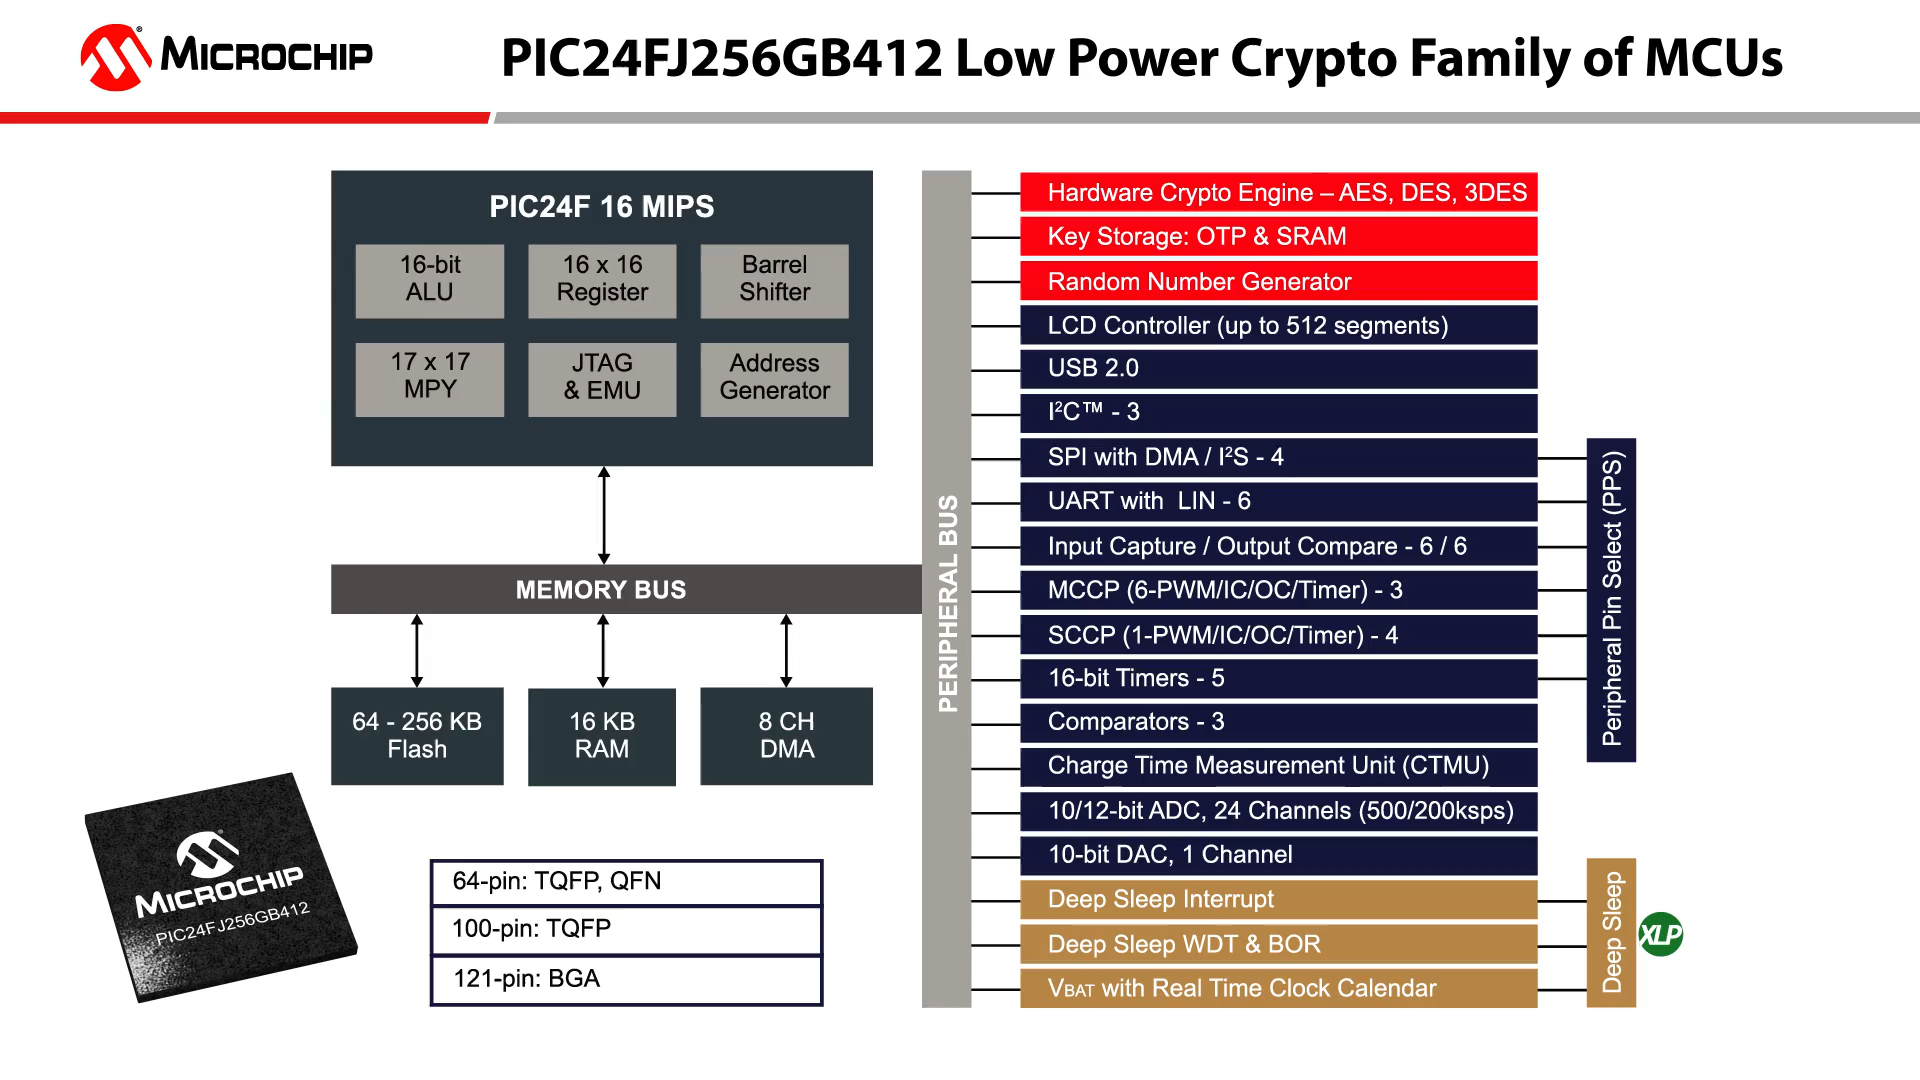 MICROCHIP
PIC24FJ256GB412 Low Power Crypto Family of MCUs
PIC24F 16 MIPS
16-bit
ALU
16 x 16
Register
Barrel
Shifter
17 x 17
MPY
JTAG
& EMU
Address
Generator
MEMORY BUS
64 - 256 KB
Flash
16 KB
RAM
8 CH
DMA
MICROCHIP
PIC24FJ256GB412
64-pin: TQFP, QFN
100-pin: TQFP
121-pin: BGA
PERIPHERAL BUS
Hardware Crypto Engine – AES, DES, 3DES
Key Storage: OTP & SRAM
Random Number Generator
LCD Controller (up to 512 segments)
USB 2.0
I²C™ - 3
SPI with DMA / I²S - 4
UART with  LIN - 6
Input Capture / Output Compare - 6 / 6
MCCP (6-PWM/IC/OC/Timer) - 3
SCCP (1-PWM/IC/OC/Timer) - 4
16-bit Timers - 5
Comparators - 3
Charge Time Measurement Unit (CTMU)
10/12-bit ADC, 24 Channels (500/200ksps)
10-bit DAC, 1 Channel
Deep Sleep Interrupt
Deep Sleep WDT & BOR
VBAT with Real Time Clock Calendar
Peripheral Pin Select (PPS)
Deep Sleep
XLP